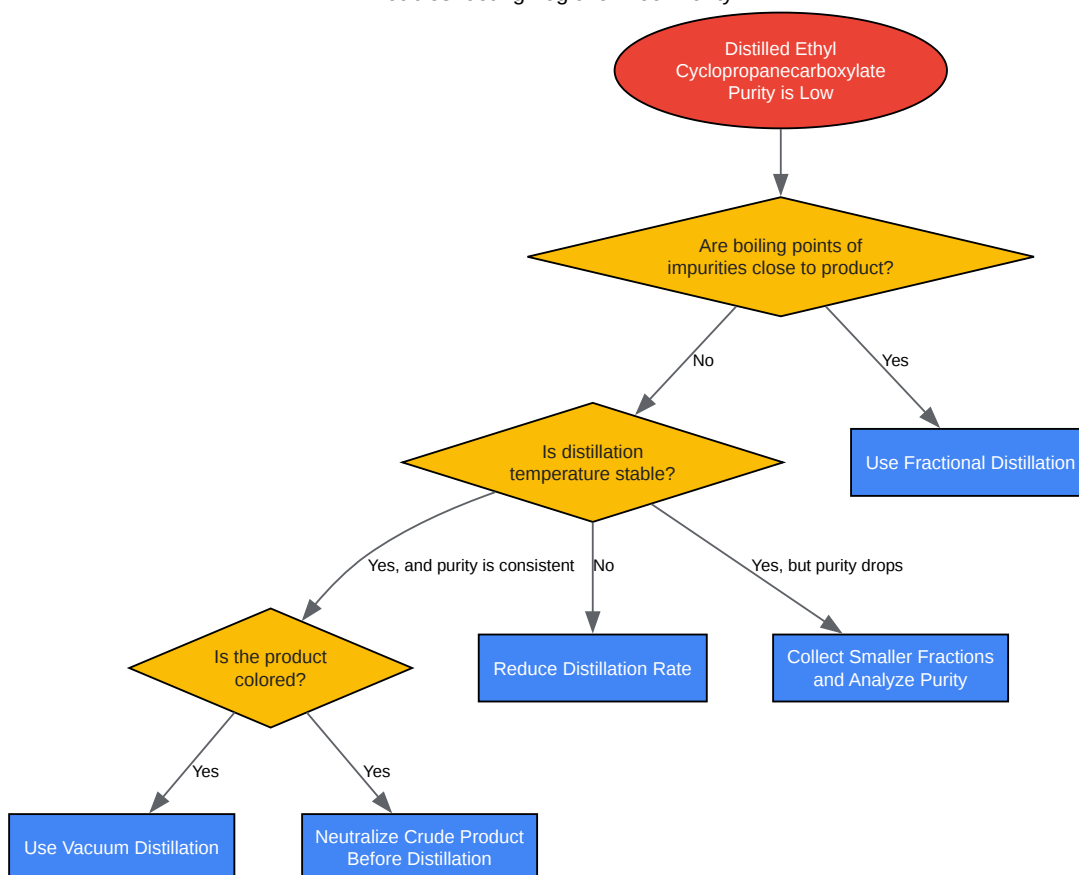 Distilled Ethyl
Cyclopropanecarboxylate
Purity is Low
Are boiling points of
impurities close to product?
No
Yes
Is distillation
temperature stable?
Use Fractional Distillation
Yes, and purity is consistent
No
Yes, but purity drops
Is the product
colored?
Reduce Distillation Rate
Collect Smaller Fractions
and Analyze Purity
Yes
Yes
Use Vacuum Distillation
Neutralize Crude Product
Before Distillation